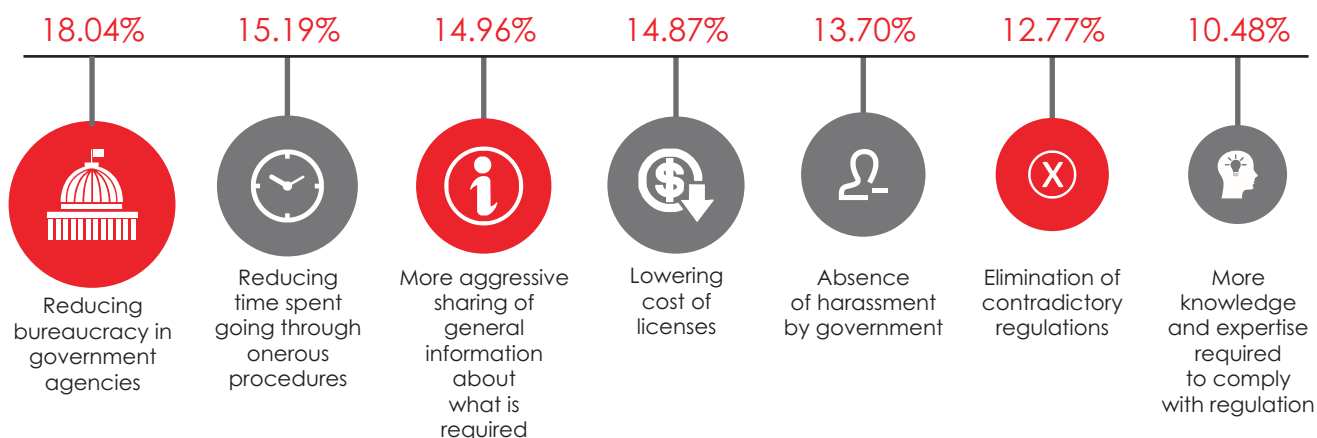 18.04%
15.19%
14.96%
14.87%
13.70%
12.77%
10.48%
$
i
X
Reducing
bureaucracy in
government
agencies
Reducing
time spent
going through
onerous
procedures
More aggressive
sharing of
general
information
about
what is
required
Lowering
cost of
licenses
Absence
of harassment
by government
Elimination of
contradictory
regulations
More
knowledge
and expertise
required
to comply
with regulation